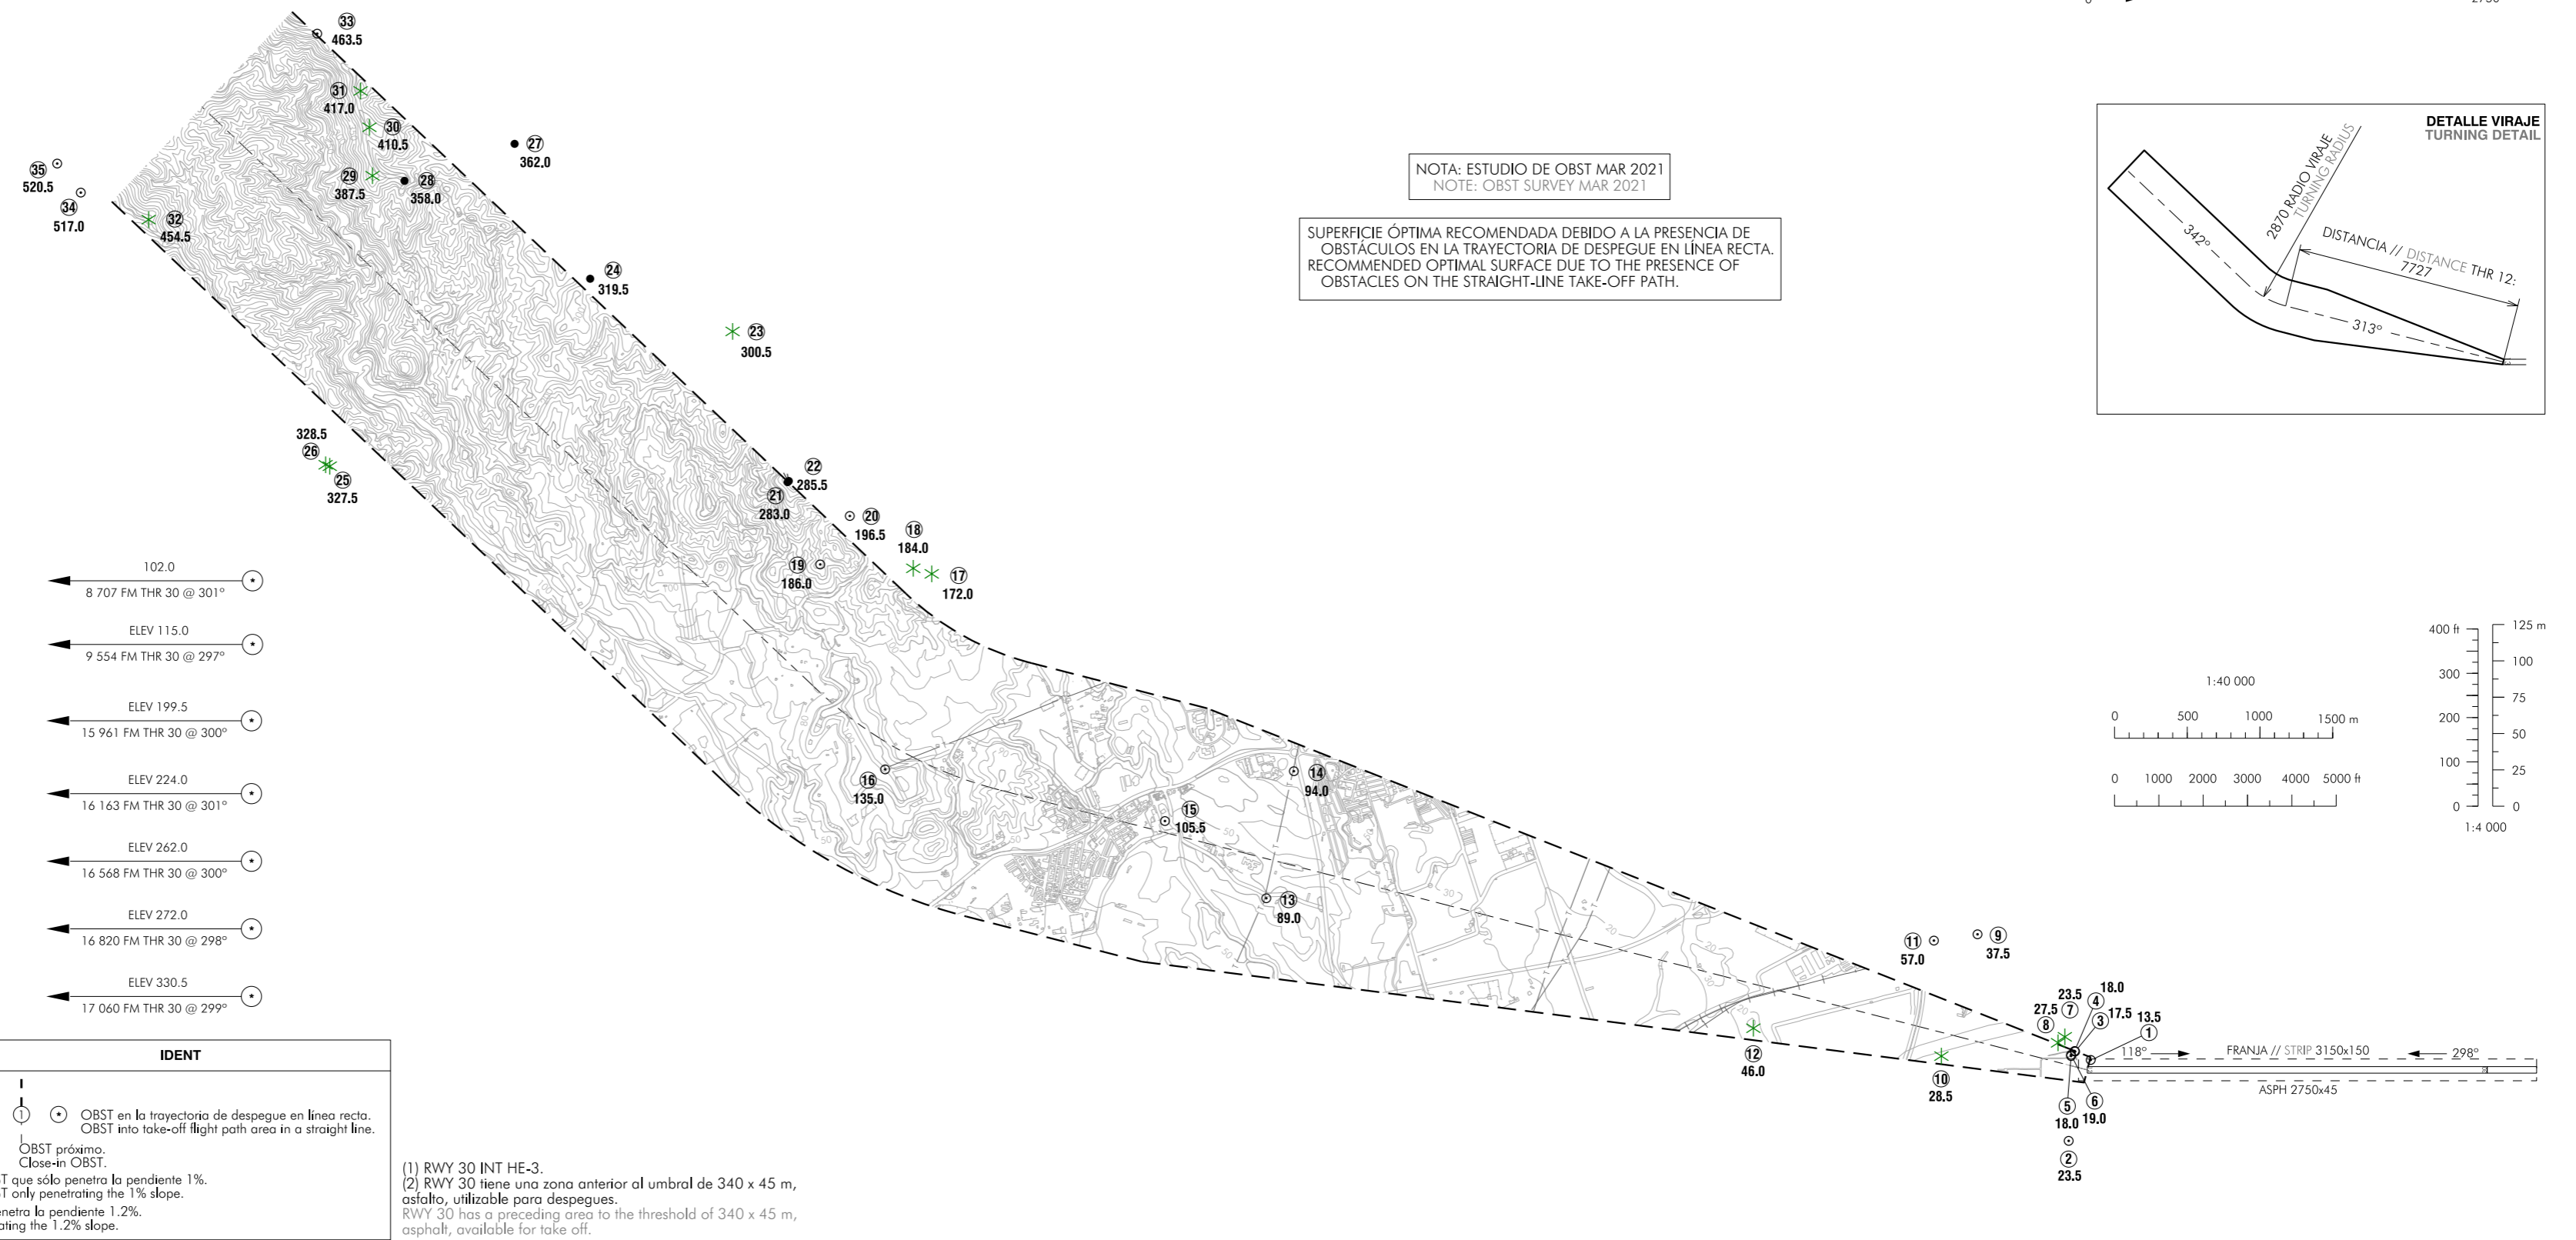 2750
33
463.5
31
417.0
30
410.5
27
362.0
35
520.5
29
387.5
28
358.0
34
517.0
32
454.5
24
319.5
23
300.5
328.5
26
25
327.5
22
285.5
21
283.0
20
196.5
18
184.0
19
186.0
17
172.0
16
135.0
14
94.0
15
105.5
13
89.0
11
57.0
9
37.5
12
46.0
10
28.5
23.5
7
18.0
4
27.5
8
3
17.5
13.5
1
5
18.0
6
19.0
2
23.5
118º
FRANJA // STRIP 3150x150
298º
ASPH 2750x45
NOTA: ESTUDIO DE OBST MAR 2021
NOTE: OBST SURVEY MAR 2021
SUPERFICIE ÓPTIMA RECOMENDADA DEBIDO A LA PRESENCIA DE
OBSTÁCULOS EN LA TRAYECTORIA DE DESPEGUE EN LÍNEA RECTA.
RECOMMENDED OPTIMAL SURFACE DUE TO THE PRESENCE OF
OBSTACLES ON THE STRAIGHT-LINE TAKE-OFF PATH.
DETALLE VIRAJE
TURNING DETAIL
2870 RADIO VIRAJE
TURNING RADIUS
DISTANCIA // DISTANCE THR 12:
7727
342º
313º
1:40 000
0 500 1000 1500 m
0 1000 2000 3000 4000 5000 ft
400 ft
300
200
100
0
125 m
100
75
50
25
0
1:4 000
102.0
8 707 FM THR 30 @ 301º
ELEV 115.0
9 554 FM THR 30 @ 297º
ELEV 199.5
15 961 FM THR 30 @ 300º
ELEV 224.0
16 163 FM THR 30 @ 301º
ELEV 262.0
16 568 FM THR 30 @ 300º
ELEV 272.0
16 820 FM THR 30 @ 298º
ELEV 330.5
17 060 FM THR 30 @ 299º
IDENT
1
OBST en la trayectoria de despegue en línea recta.
OBST into take-off flight path area in a straight line.
OBST próximo.
Close-in OBST.
que sólo penetra la pendiente 1%.
only penetrating the 1% slope.
la pendiente 1.2%.
the 1.2% slope.
(1) RWY 30 INT HE-3.
(2) RWY 30 tiene una zona anterior al umbral de 340 x 45 m,
asfalto, utilizable para despegues.
RWY 30 has a preceding area to the threshold of 340 x 45 m,
asphalt, available for take off.